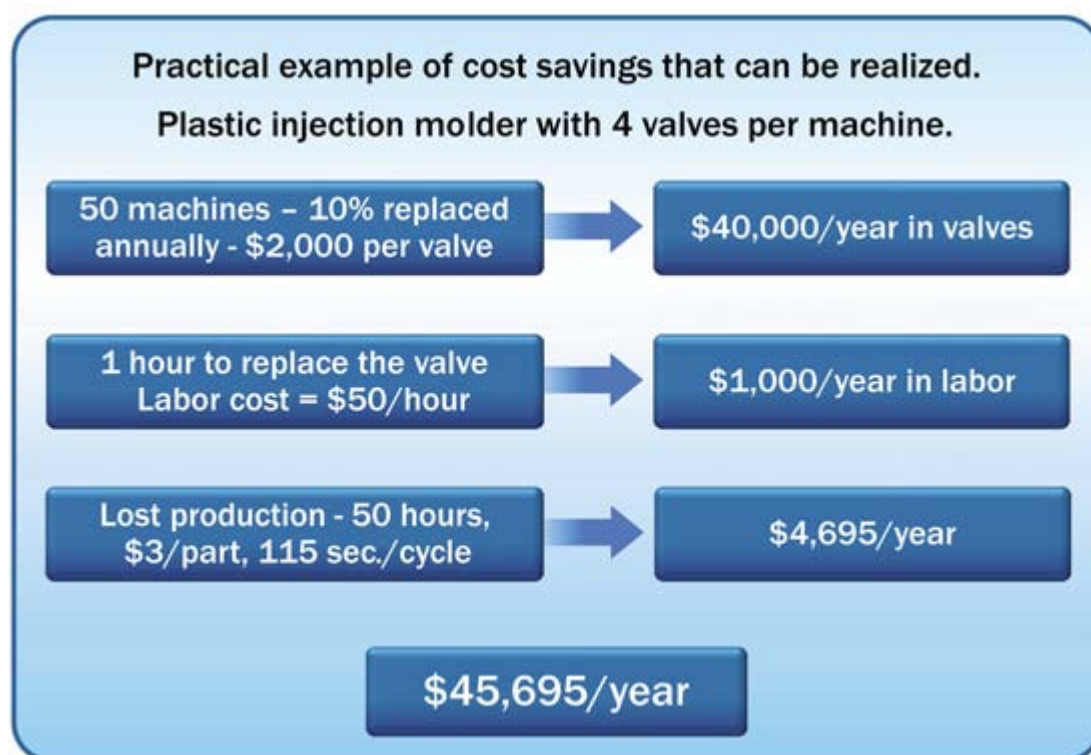 Practical example of cost savings that can be realized.
Plastic injection molder with 4 valves per machine.
50 machines – 10% replaced
annually - $2,000 per valve
$40,000/year in valves
1 hour to replace the valve
Labor cost = $50/hour
$1,000/year in labor
Lost production - 50 hours,
$3/part, 115 sec./cycle
$4,695/year
$45,695/year